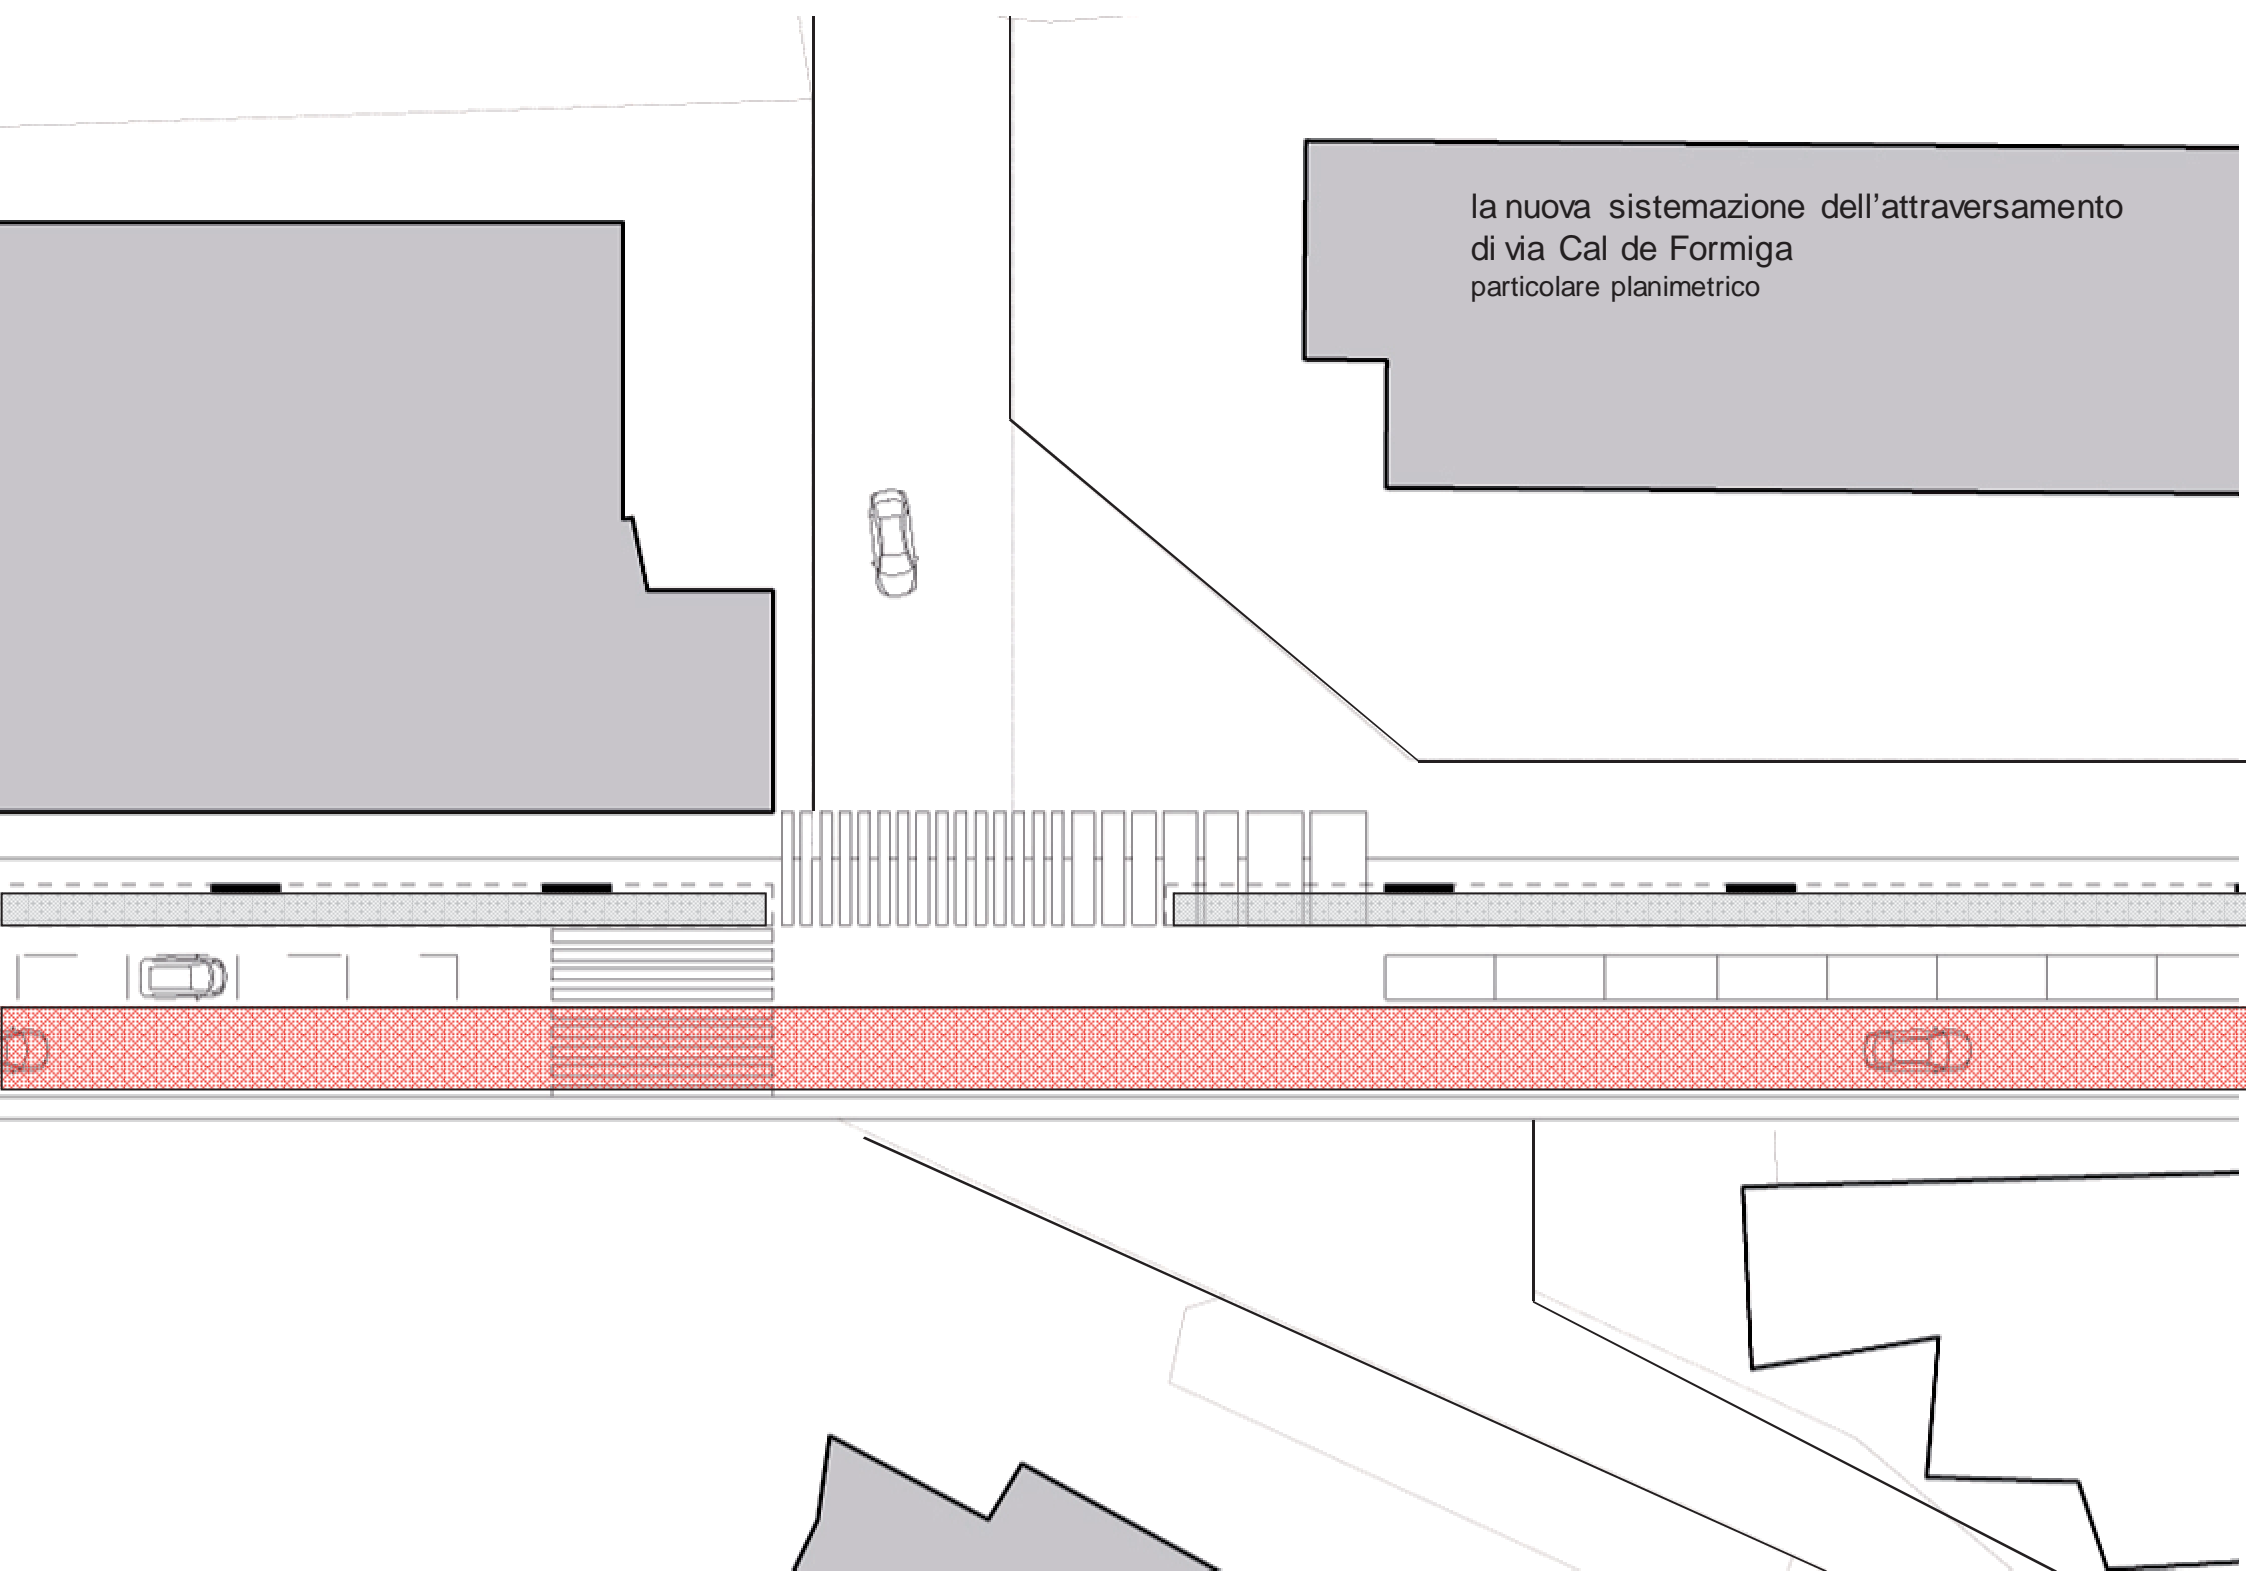 la nuova sistemazione dell’attraversamento
di via Cal de Formiga
particolare planimetrico